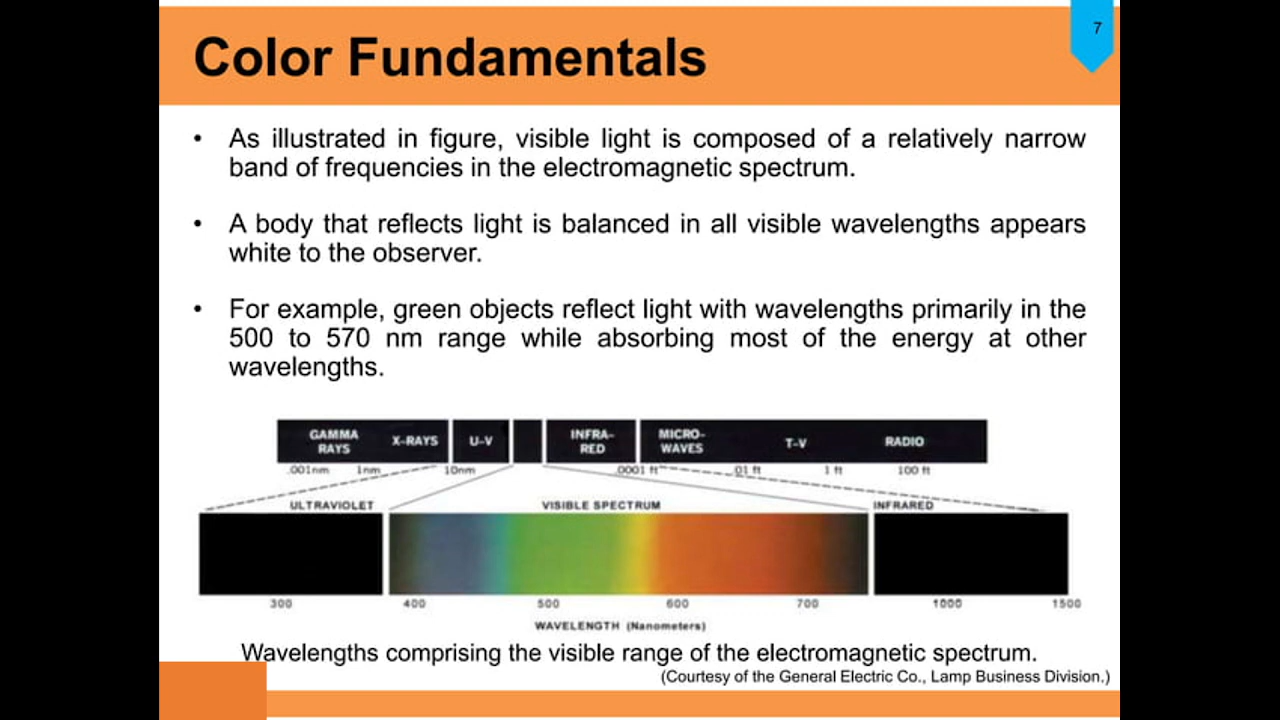 7
Color Fundamentals
• As illustrated in figure, visible light is composed of a relatively narrow
band of frequencies in the electromagnetic spectrum.
• A body that reflects light is balanced in all visible wavelengths appears
white to the observer.
• For example, green objects reflect light with wavelengths primarily in the
500 to 570 nm range while absorbing most of the energy at other
wavelengths.
GAMMA RAYS X-RAYS U-V INFRA-RED MICRO-WAVES T-V RADIO
.001nm 1nm 10nm .0001 ft .01 ft 1 ft 100 ft
ULTRAVIOLET VISIBLE SPECTRUM INFRARED
300 400 500 600 700 1000 1500
WAVELENGTH (Nanometers)
Wavelengths comprising the visible range of the electromagnetic spectrum.
(Courtesy of the General Electric Co., Lamp Business Division.)